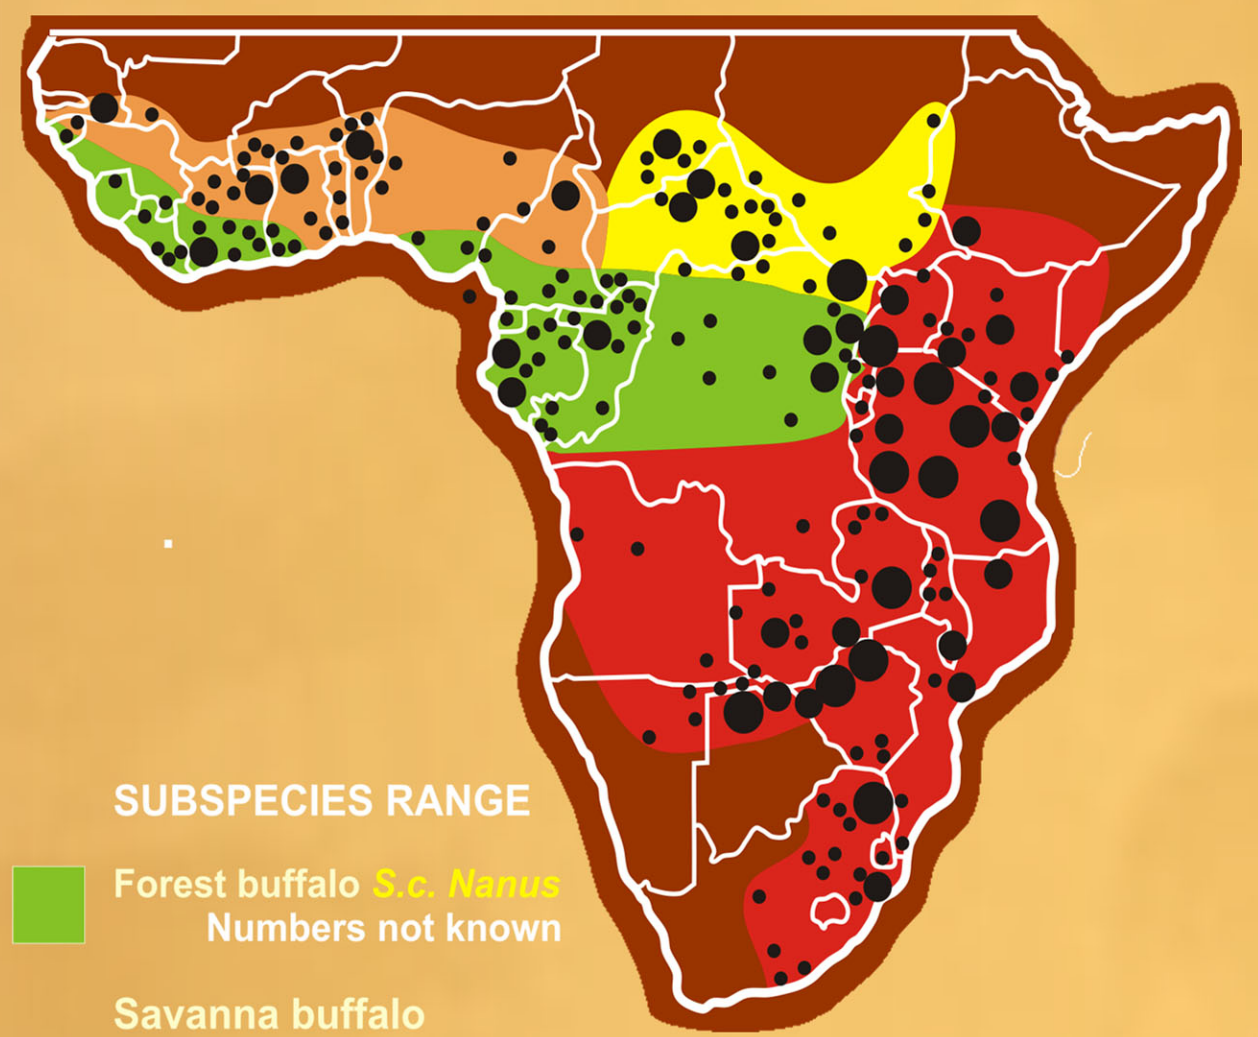 SUBSPECIES RANGE
Forest buffalo S.c. Nanus
Numbers not known
Savanna buffalo